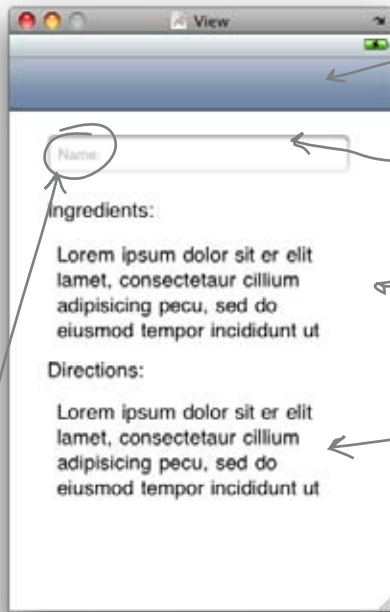 View
Name:
Ingredients:
Lorem ipsum dolor sit er elit
lamet, consectetaur cillium
adipisicing pecu, sed do
eiusmod tempor incididunt ut
Directions:
Lorem ipsum dolor sit er elit
lamet, consectetaur cillium
adipisicing pecu, sed do
eiusmod tempor incididunt ut